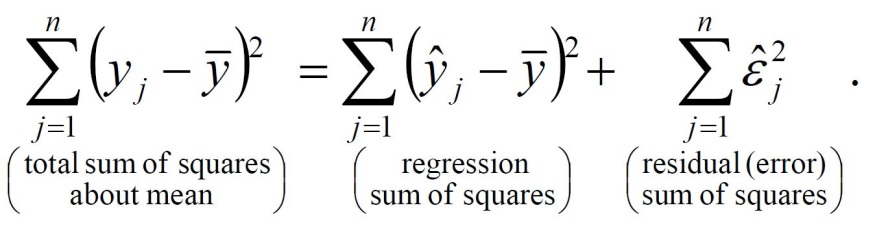 n n n
∑(y_j − ȳ)² = ∑(ŷ_j − ȳ)² + ∑ ε̂_j² .
j=1 j=1 j=1
(total sum of squares) (regression) (residual (error))
(about mean) (sum of squares) (sum of squares)